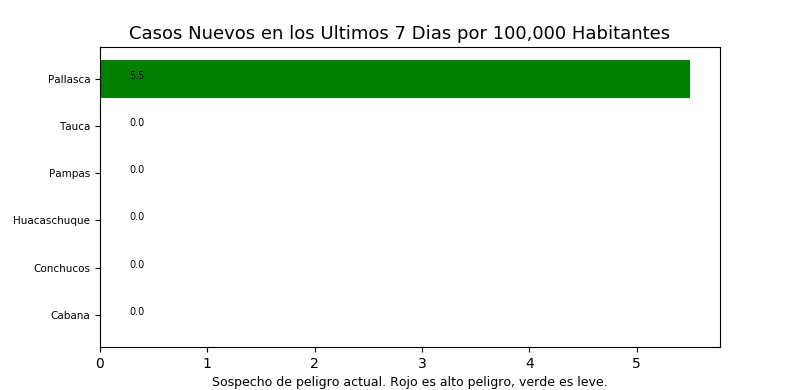 Casos Nuevos en los Ultimos 7 Dias por 100,000 Habitantes
Pallasca 5.5
Tauca 0.0
Pampas 0.0
Huacaschuque 0.0
Conchucos 0.0
Cabana 0.0
0 1 2 3 4 5
Sospecho de peligro actual. Rojo es alto peligro, verde es leve.